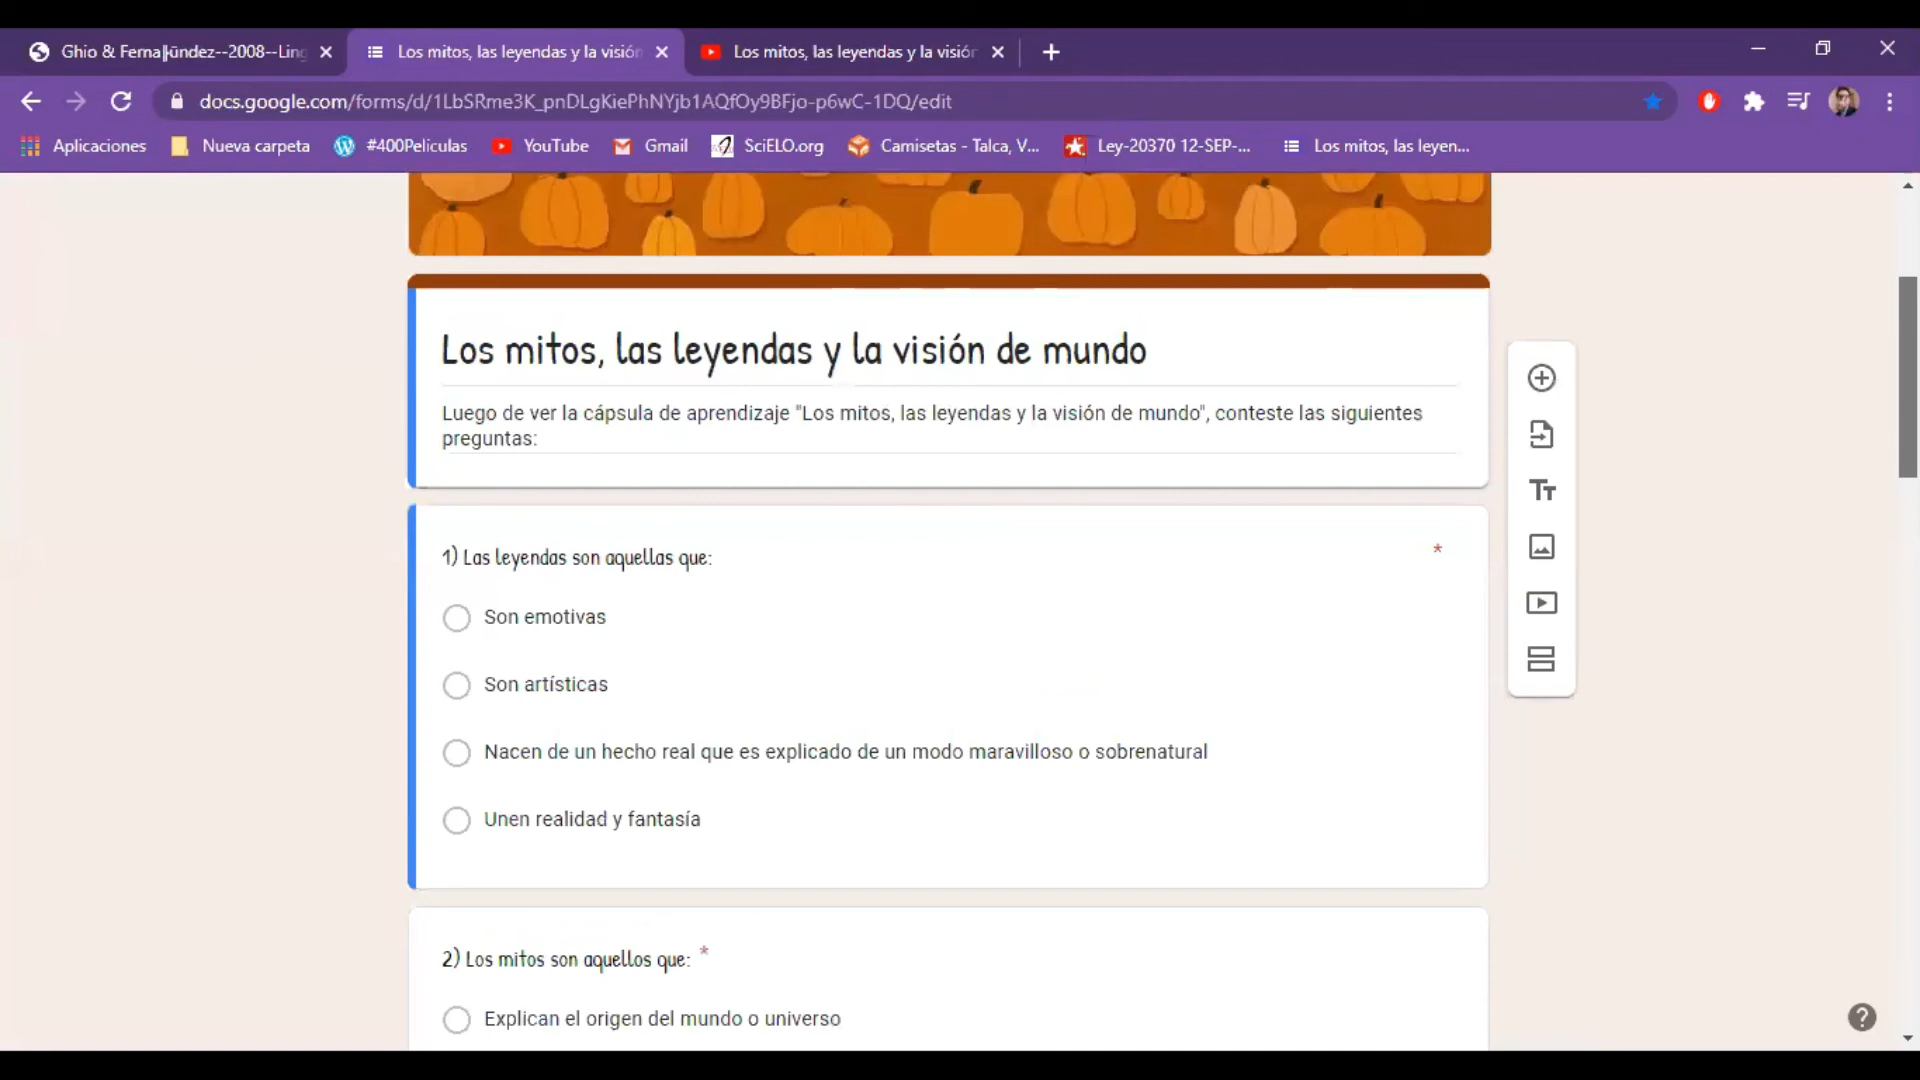 Ghio & Ferna|ñúndez--2008--Ling
Los mitos, las leyendas y la visión
Los mitos, las leyendas y la visión
docs.google.com/forms/d/1LbSRme3K_pnDLgKiePhNYjb1AQfOy9BFjo-p6wC-1DQ/edit
Aplicaciones
Nueva carpeta
#400Peliculas
YouTube
Gmail
SciELO.org
Camisetas - Talca, V...
Ley-20370 12-SEP-...
Los mitos, las leyen...
Los mitos, las leyendas y la visión de mundo
Luego de ver la cápsula de aprendizaje "Los mitos, las leyendas y la visión de mundo", conteste las siguientes
preguntas:
1) Las leyendas son aquellas que: *
Son emotivas
Son artísticas
Nacen de un hecho real que es explicado de un modo maravilloso o sobrenatural
Unen realidad y fantasía
2) Los mitos son aquellos que: *
Explican el origen del mundo o universo